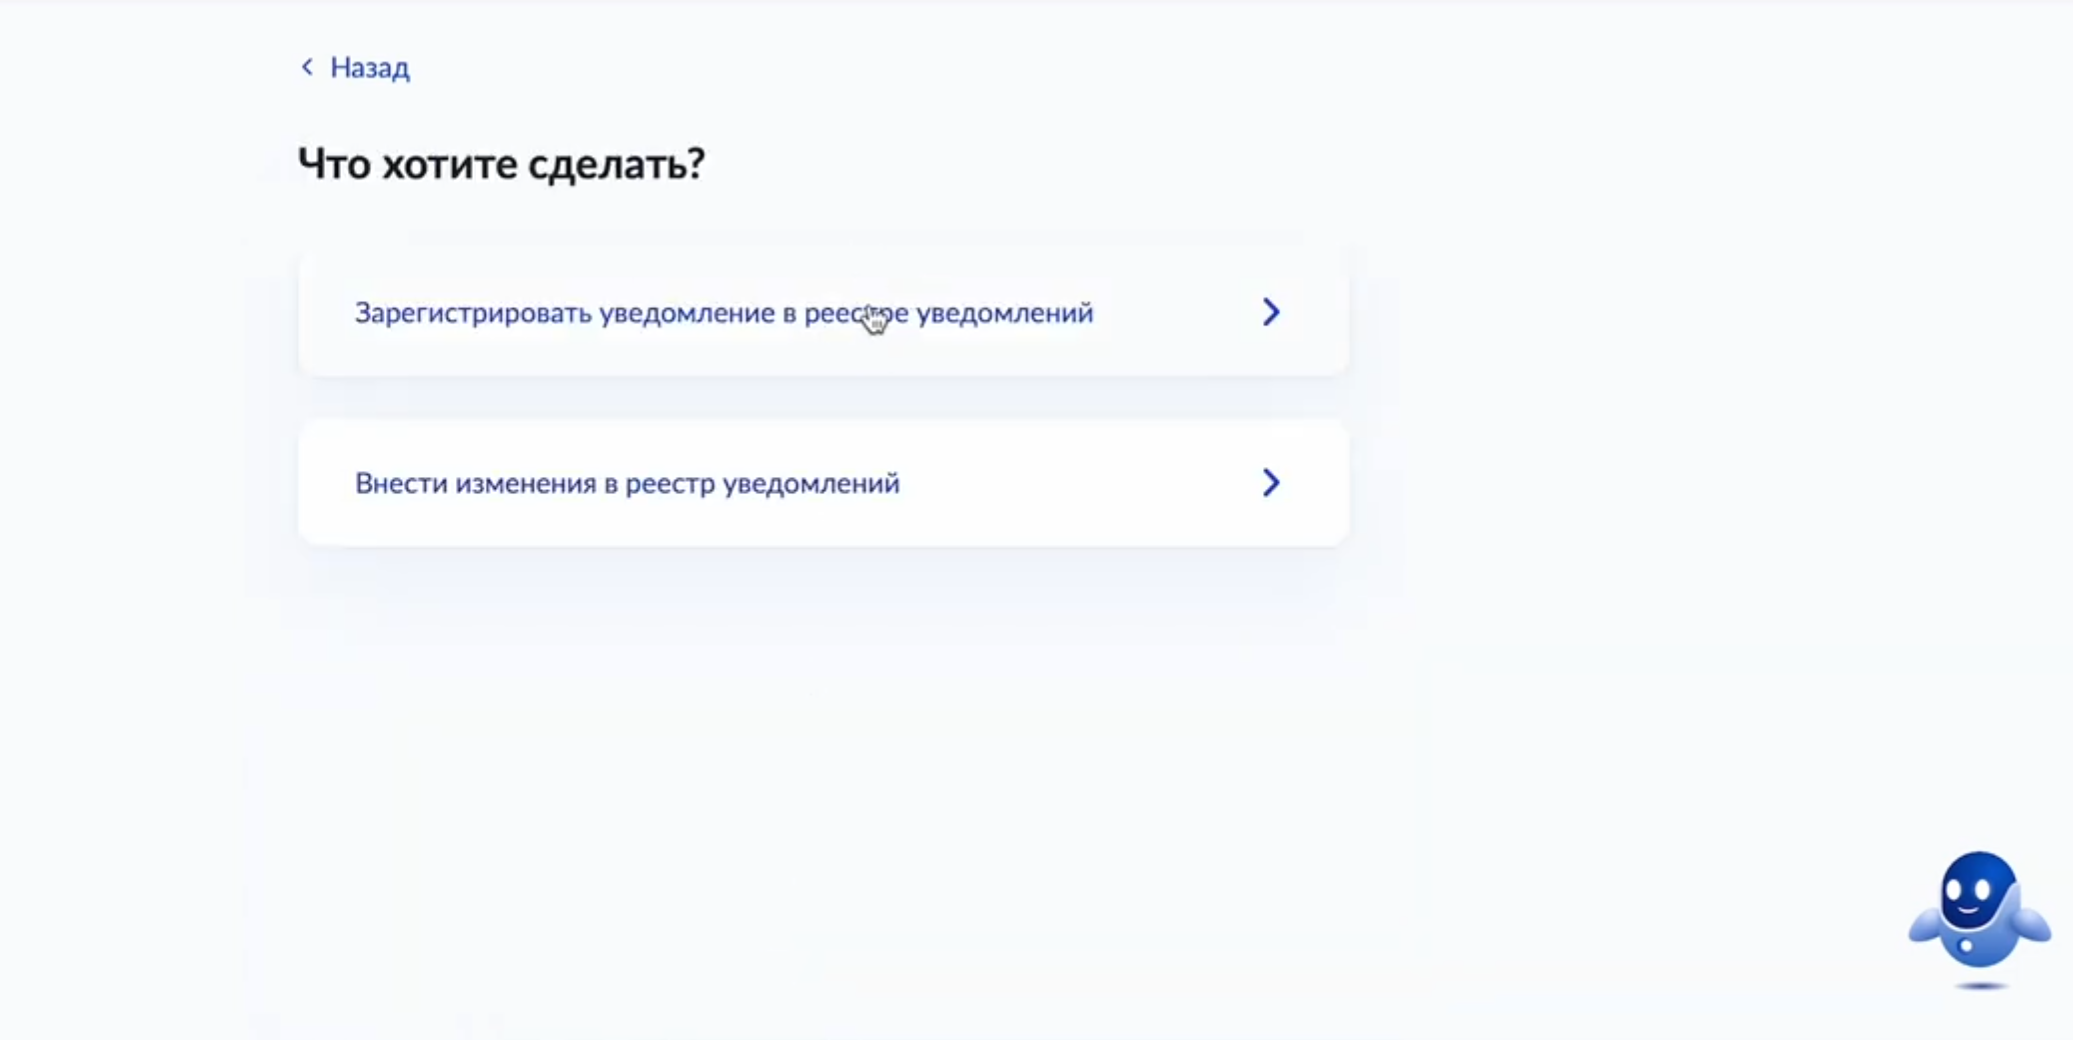 Назад
Что хотите сделать?
Зарегистрировать уведомление в реестре уведомлений
Внести изменения в реестр уведомлений